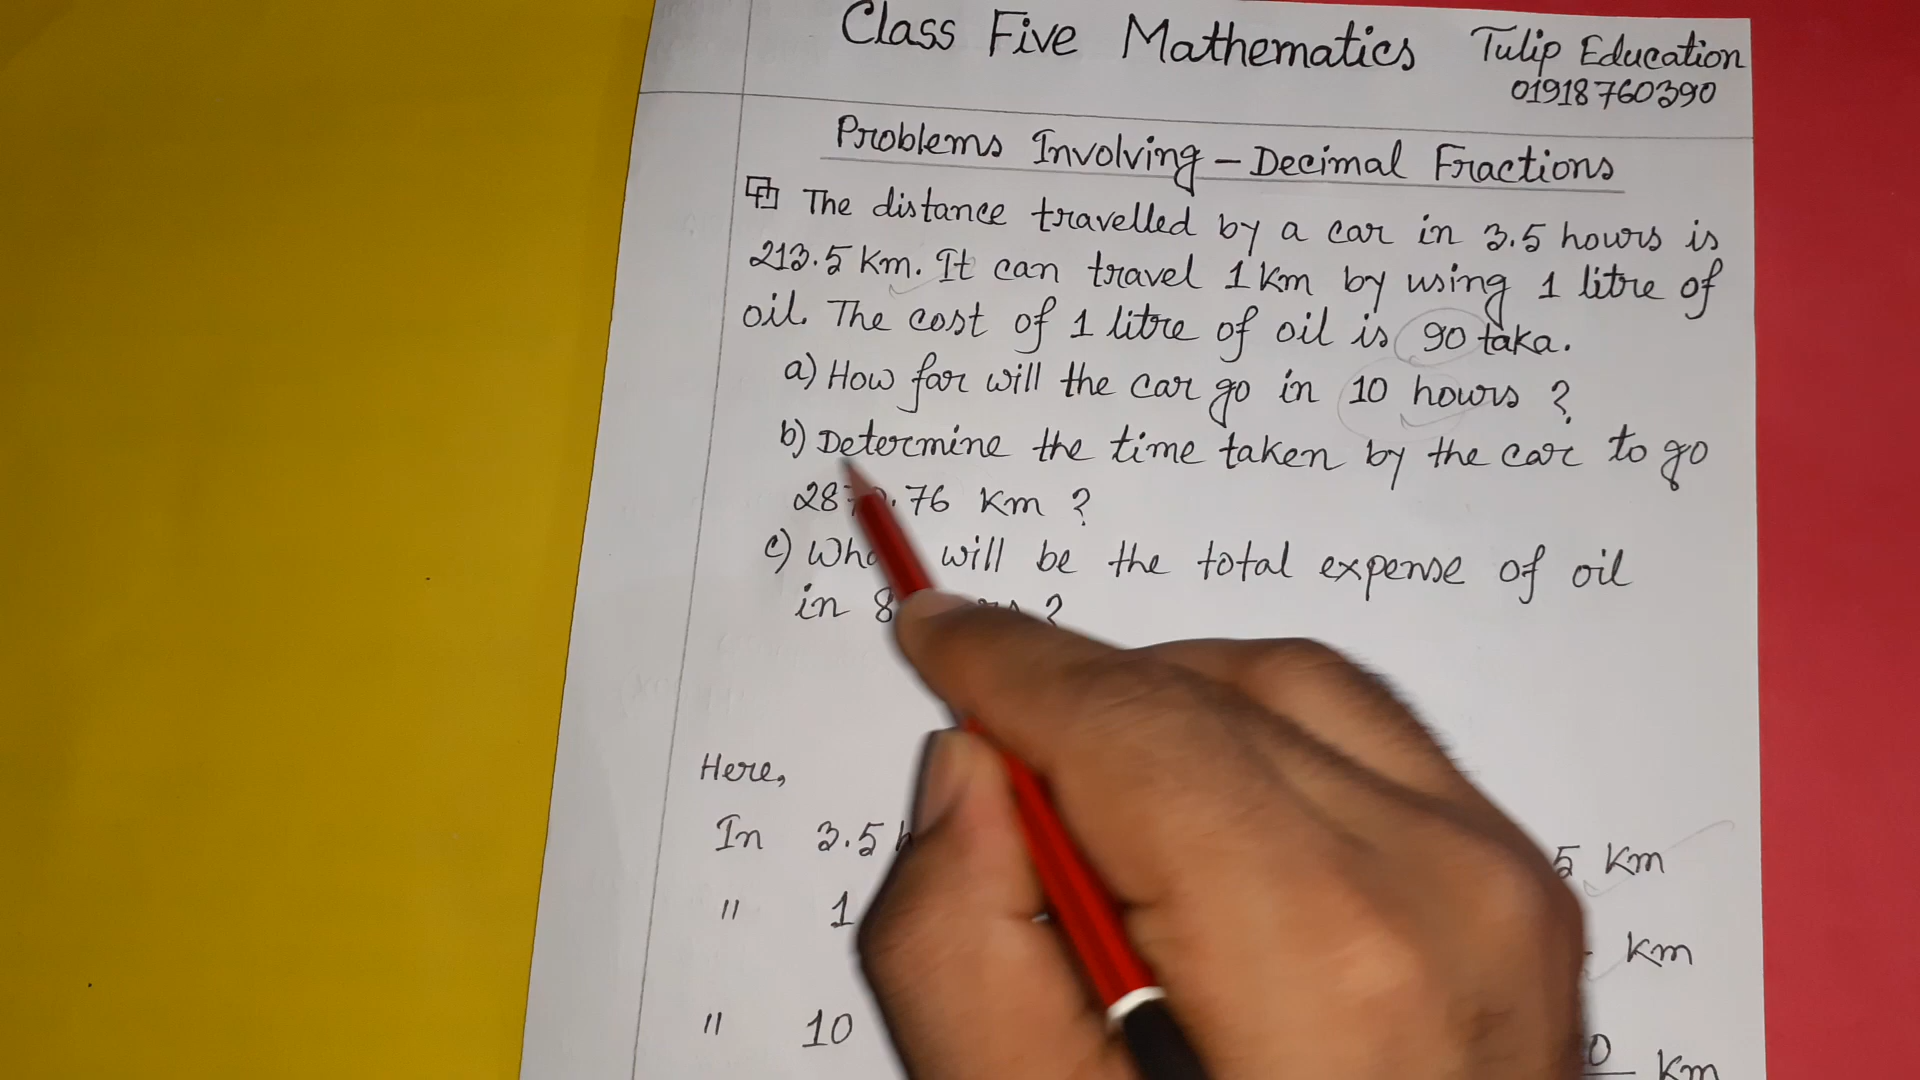 Class Five Mathematics Tulip Education
01918760390
Problems Involving - Decimal Fractions
The distance travelled by a car in 3.5 hours is
213.5 Km. It can travel 1 Km by using 1 litre of
oil. The cost of 1 litre of oil is 90 taka.
a) How far will the car go in 10 hours ?
b) Determine the time taken by the car to go
.76 Km ?
c) will be the total expense of oil
in 8 ?
Here,
In 3.5 5 Km
" 1 Km
" 10 0 Km